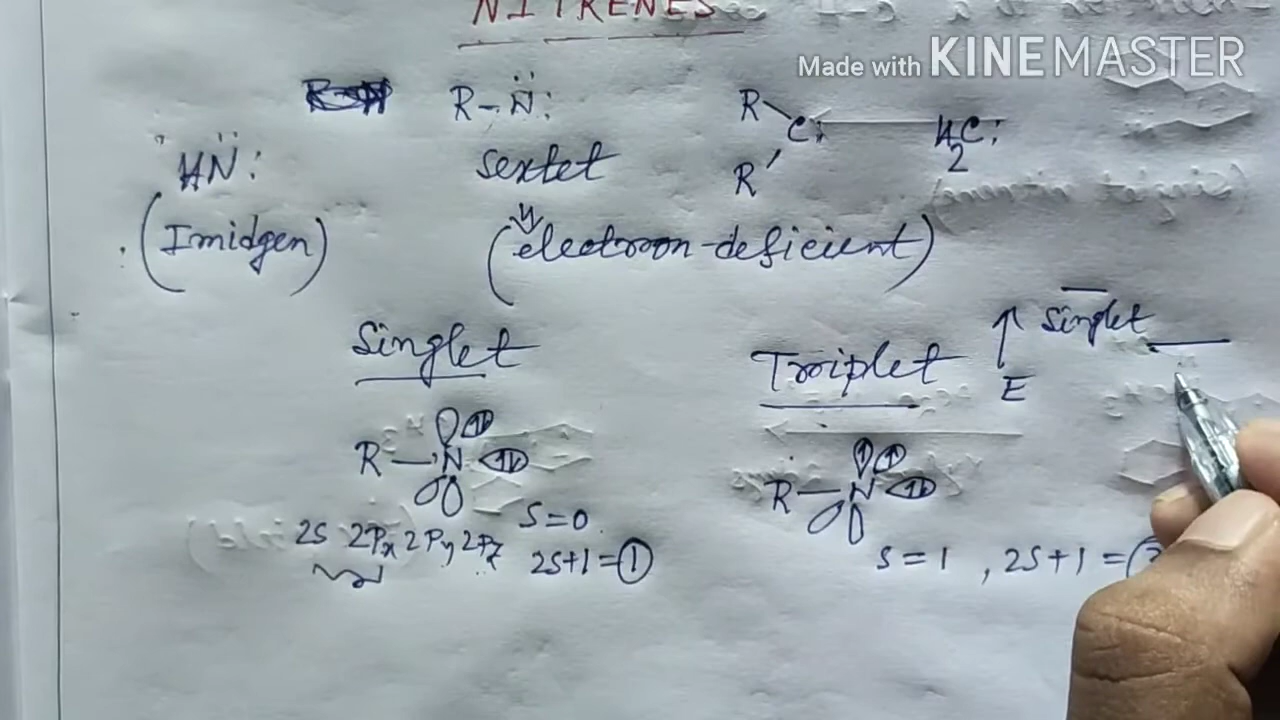 NITRENES
Made with KINEMASTER
R-N̈:
R
C:
R'
H2C:
HN̈:
(Imidgen)
sextet
(electron-deficient)
Singlet
Triplet
E
Singlet
R-N
R-N
2S 2Px 2Py 2Pz
S=0
2S+1=1
S=1, 2S+1=